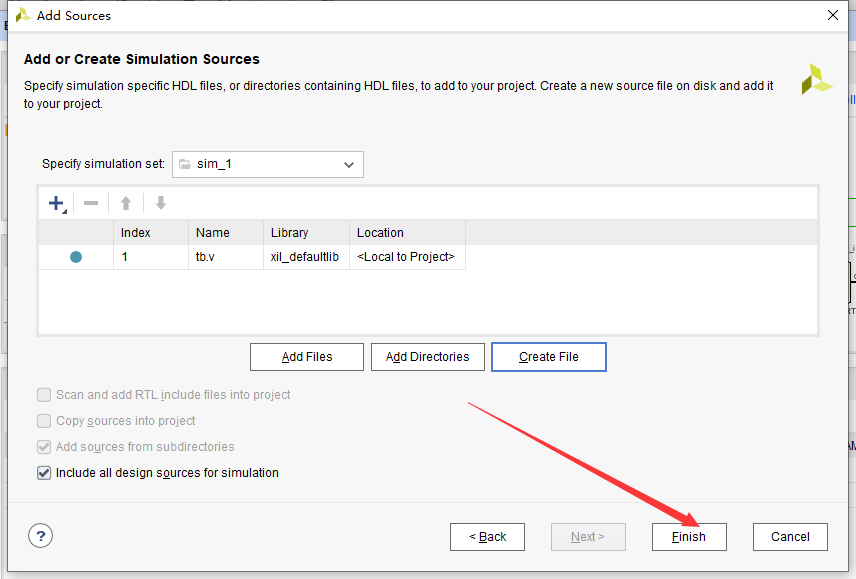 Add Sources
Add or Create Simulation Sources
Specify simulation specific HDL files, or directories containing HDL files, to add to your project. Create a new source file on disk and add it
to your project.
Specify simulation set: sim_1
Index Name Library Location
1 tb.v xil_defaultlib <Local to Project>
Add Files Add Directories Create File
Scan and add RTL include files into project
Copy sources into project
Add sources from subdirectories
Include all design sources for simulation
? < Back Next > Finish Cancel